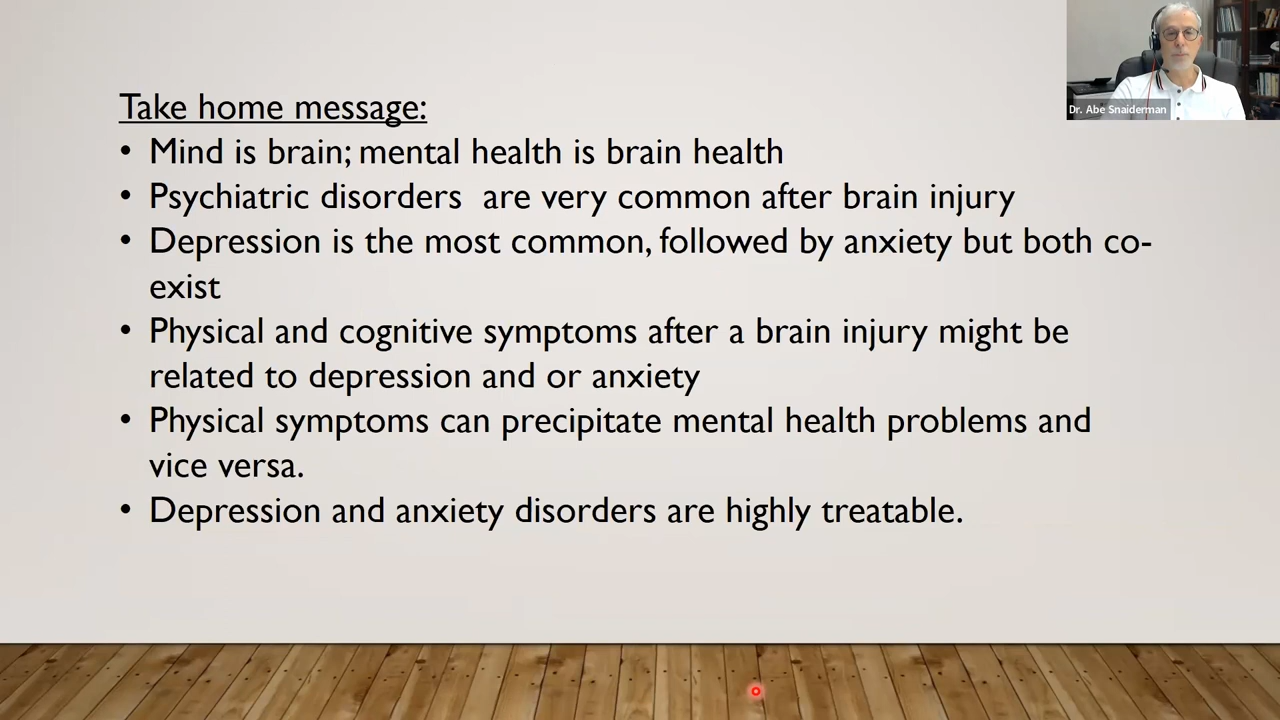 Take home message:
• Mind is brain; mental health is brain health
• Psychiatric disorders  are very common after brain injury
• Depression is the most common, followed by anxiety but both co-
exist
• Physical and cognitive symptoms after a brain injury might be
related to depression and or anxiety
• Physical symptoms can precipitate mental health problems and
vice versa.
• Depression and anxiety disorders are highly treatable.
Dr. Abe Snaiderman